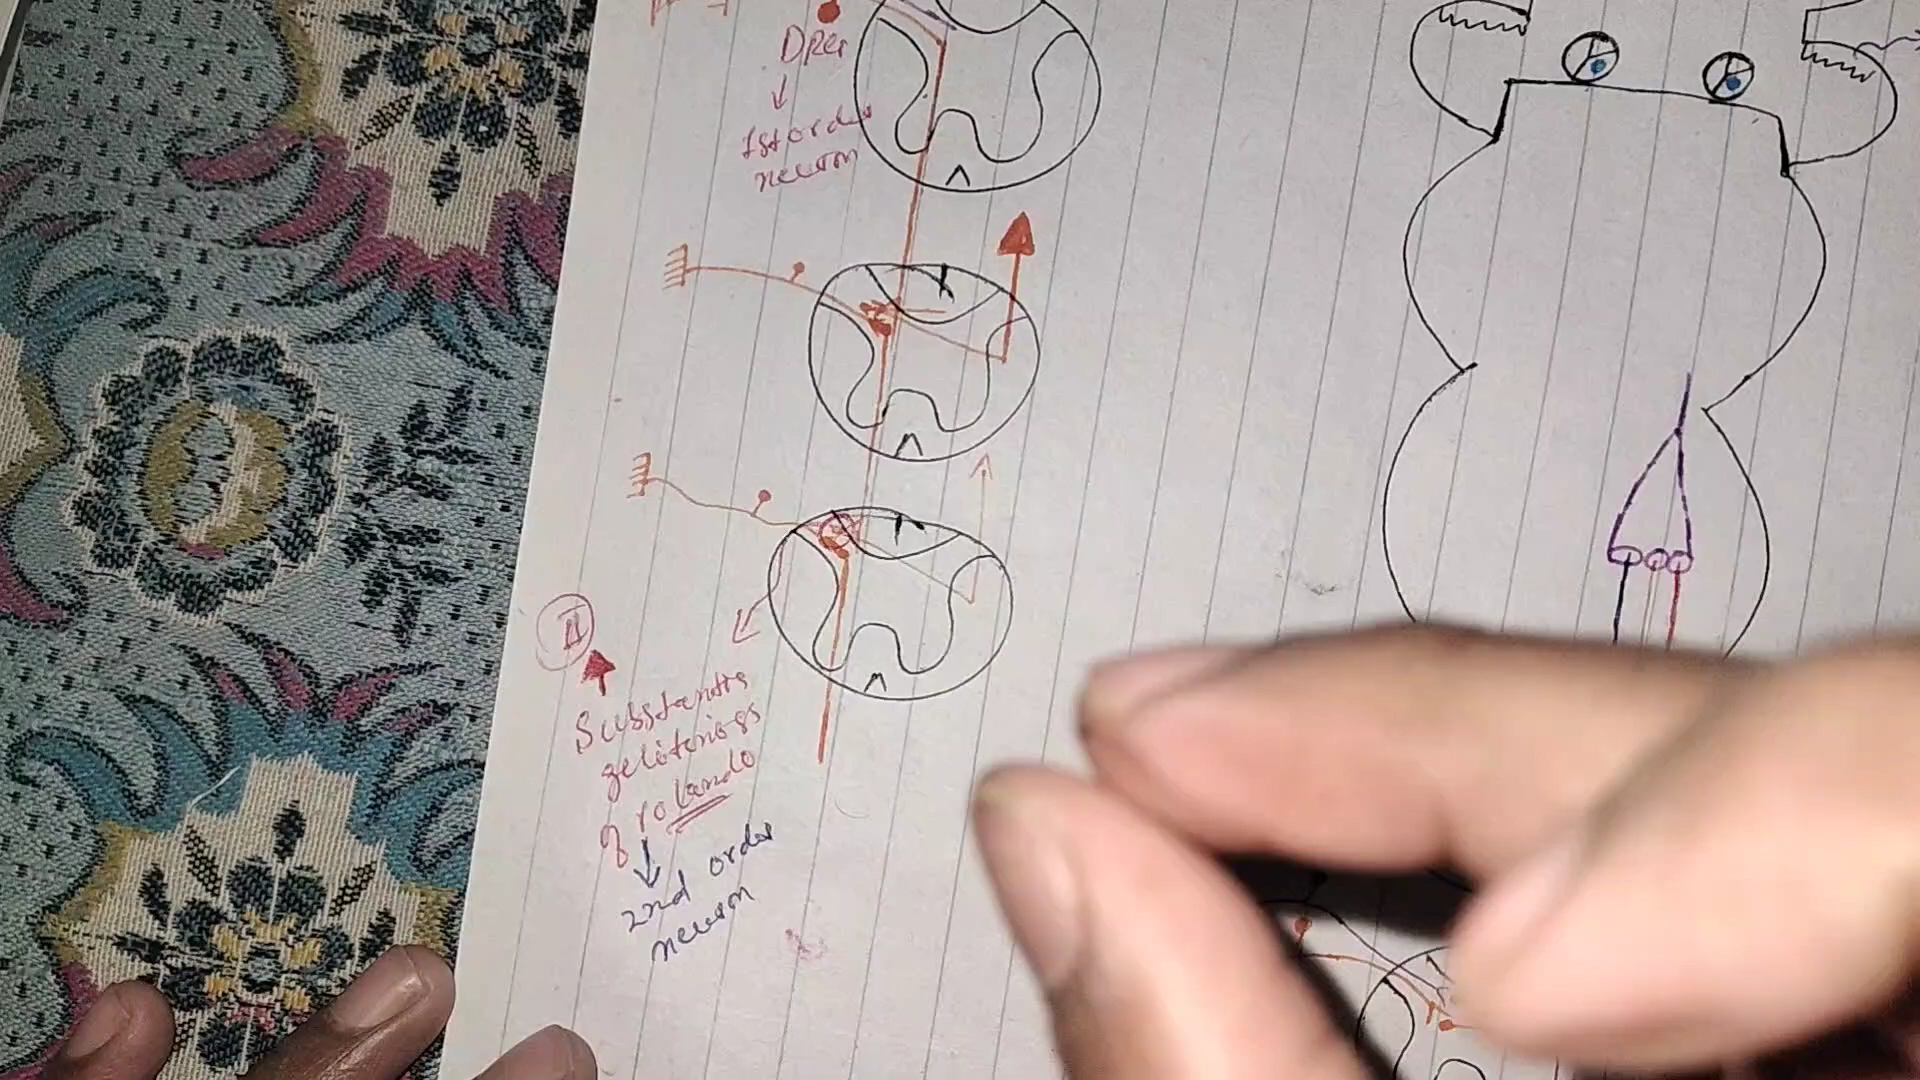 DRG
1st order
neuron
II
Substantia
gelatinosa
of rolando
2nd order
neuron